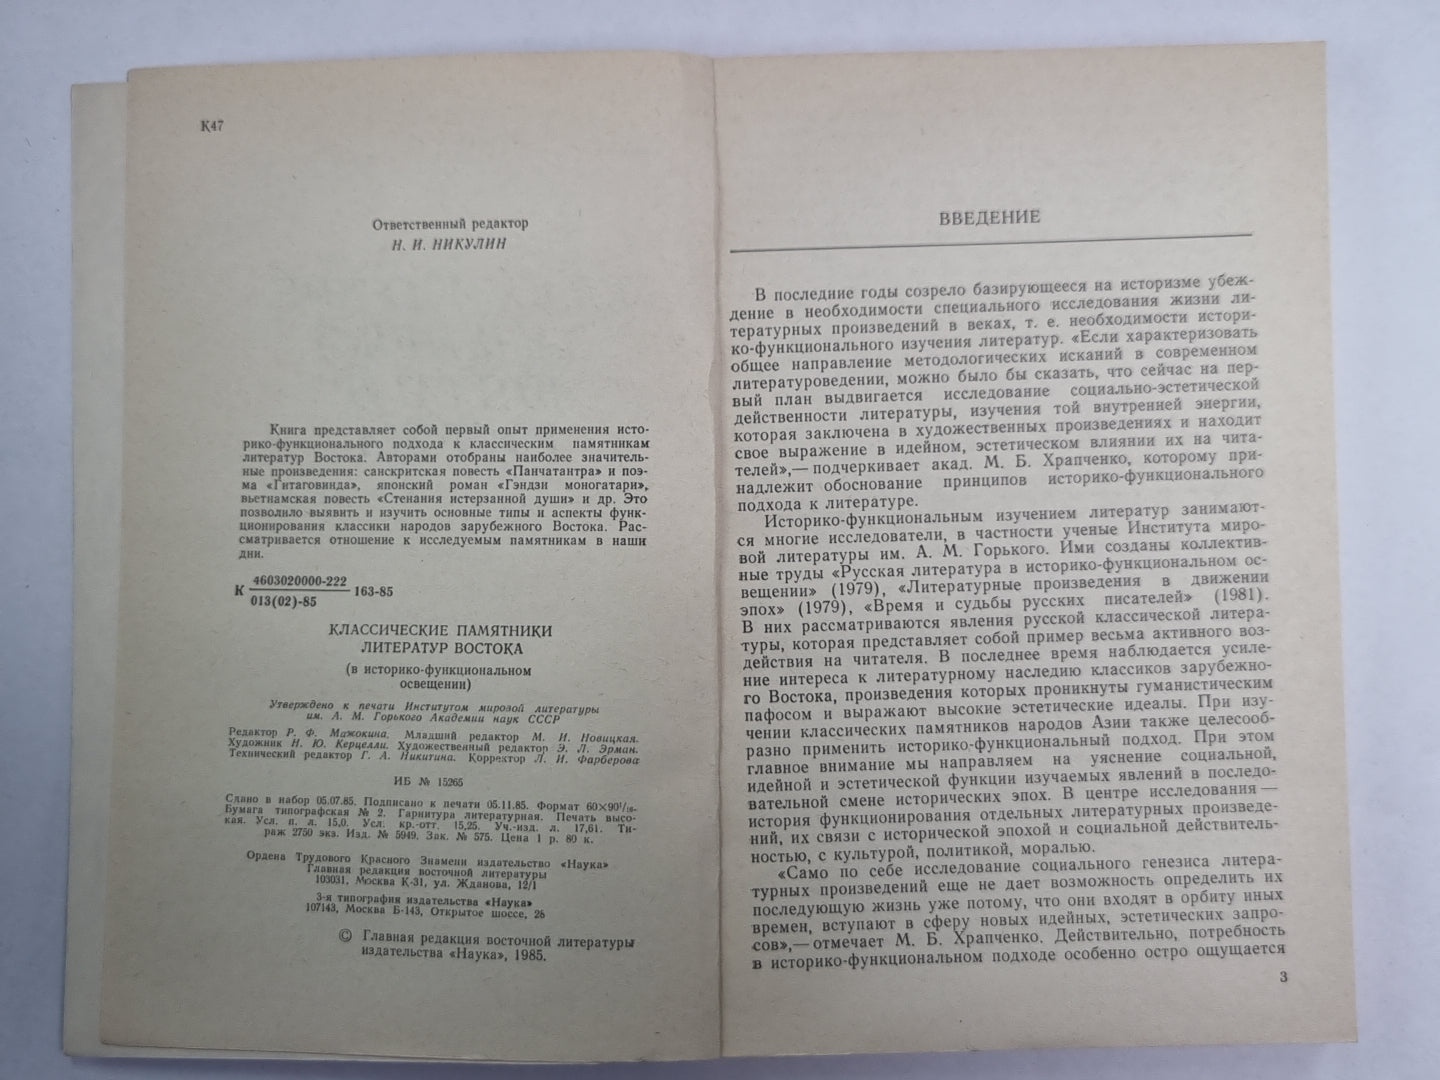 К47
Ответственный редактор
Н. И. НИКУЛИН
Книга представляет собой первый опыт применения исто-
рико-функционального подхода к классическим памятникам
литератур Востока. Авторами отобраны наиболее значитель-
ные произведения: санскритская повесть «Панчатантра» и поэ-
ма «Гитаговинда», японский роман «Гэндзи моногатари»,
вьетнамская повесть «Стенания истерзанной души» и др. Это
позволило выявить и изучить основные типы и аспекты функ-
ционирования классики народов зарубежного Востока. Рас-
сматривается отношение к исследуемым памятникам в наши
дни.
К 4603020000-222 163-85
013(02)-85
КЛАССИЧЕСКИЕ ПАМЯТНИКИ
ЛИТЕРАТУР ВОСТОКА
(в историко-функциональном
освещении)
Утверждено к печати Институтом мировой литературы
им. А. М. Горького Академии наук СССР
Редактор Р. Ф. Мажокина. Младший редактор М. И. Новицкая.
Художник Н. Ю. Керцелли. Художественный редактор Э. Л. Эрман.
Технический редактор Г. А. Никитина. Корректор Л. И. Фарберова
ИБ № 15265
Сдано в набор 05.07.85. Подписано к печати 05.11.85. Формат 60×90¹/₁₆.
Бумага типографская № 2. Гарнитура литературная. Печать высо-
кая. Усл. п. л. 15,0. Усл. кр.-отт. 15,25. Уч.-изд. л. 17,61. Ти-
раж 2750 экз. Изд. № 5949. Зак. № 575. Цена 1 р. 80 к.
Ордена Трудового Красного Знамени издательство «Наука»
Главная редакция восточной литературы
103031, Москва К-31, ул. Жданова, 12/1
3-я типография издательства «Наука»
107143, Москва Б-143, Открытое шоссе, 28
© Главная редакция восточной литературы
издательства «Наука», 1985.
ВВЕДЕНИЕ
В последние годы созрело базирующееся на историзме убеж-
дение в необходимости специального исследования жизни ли-
тературных произведений в веках, т. е. необходимости истори-
ко-функционального изучения литератур. «Если характеризовать
общее направление методологических исканий в современном
литературоведении, можно было бы сказать, что сейчас на пер-
вый план выдвигается исследование социально-эстетической
действенности литературы, изучения той внутренней энергии,
которая заключена в художественных произведениях и находит
свое выражение в идейном, эстетическом влиянии их на чита-
телей»,— подчеркивает акад. М. Б. Храпченко, которому при-
надлежит обоснование принципов историко-функционального
подхода к литературе.
Историко-функциональным изучением литератур занимают-
ся многие исследователи, в частности ученые Института миро-
вой литературы им. А. М. Горького. Ими созданы коллектив-
ные труды «Русская литература в историко-функциональном ос-
вещении» (1979), «Литературные произведения в движении
эпох» (1979), «Время и судьбы русских писателей» (1981).
В них рассматриваются явления русской классической литера-
туры, которая представляет собой пример весьма активного воз-
действия на читателя. В последнее время наблюдается усиле-
ние интереса к литературному наследию классиков зарубежно-
го Востока, произведения которых проникнуты гуманистическим
пафосом и выражают высокие эстетические идеалы. При изу-
чении классических памятников народов Азии также целесооб-
разно применить историко-функциональный подход. При этом
главное внимание мы направляем на уяснение социальной,
идейной и эстетической функции изучаемых явлений в последо-
вательной смене исторических эпох. В центре исследования —
история функционирования отдельных литературных произведе-
ний, их связи с исторической эпохой и социальной действитель-
ностью, с культурой, политикой, моралью.
«Само по себе исследование социального генезиса литера-
турных произведений еще не дает возможность определить их
последующую жизнь уже потому, что они входят в орбиту иных
времен, вступают в сферу новых идейных, эстетических запро-
сов»,— отмечает М. Б. Храпченко. Действительно, потребность
в историко-функциональном подходе особенно остро ощущается
3